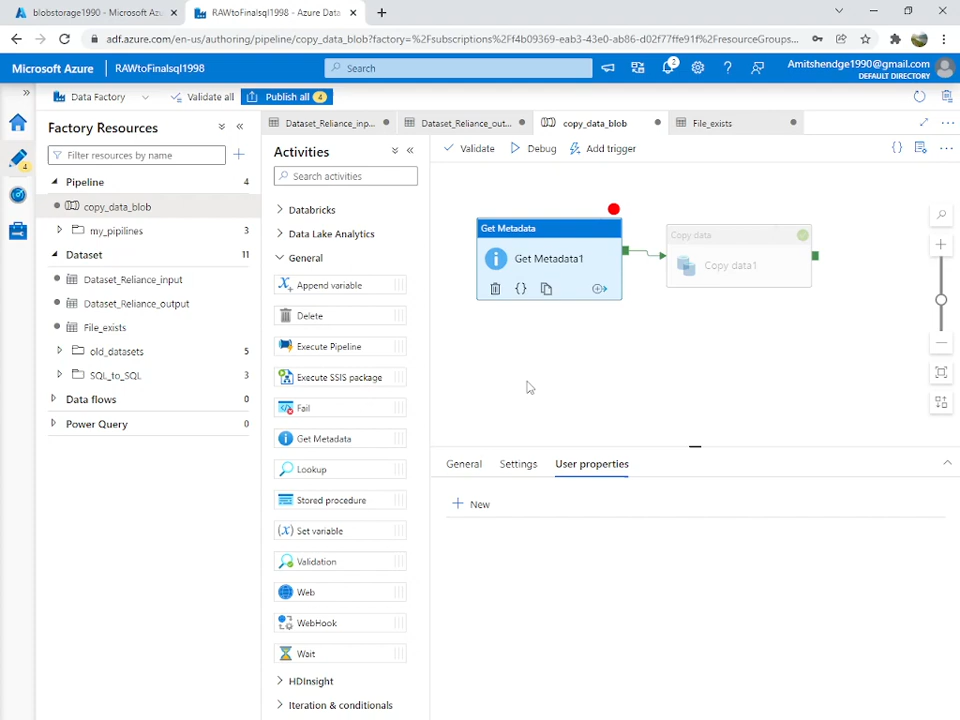 blobstorage1990 - Microsoft Az
RAWtoFinalsql1998 - Azure Data
adf.azure.com/en-us/authoring/pipeline/copy_data_blob?factory=%2Fsubscriptions%2Ff4b09369-eab3-43e0-ab86-d02f77ffe91f%2FresourceGroups...
Microsoft Azure
RAWtoFinalsql1998
Search
2
Amitshendge1990@gmail.com
DEFAULT DIRECTORY
Data Factory
Validate all
Publish all
4
Factory Resources
Filter resources by name
Pipeline
4
copy_data_blob
my_pipilines
3
Dataset
11
Dataset_Reliance_input
Dataset_Reliance_output
File_exists
old_datasets
5
SQL_to_SQL
3
Data flows
0
Power Query
0
4
Dataset_Reliance_inp...
Dataset_Reliance_out...
copy_data_blob
File_exists
Activities
Search activities
Databricks
Data Lake Analytics
General
Append variable
Delete
Execute Pipeline
Execute SSIS package
Fail
Get Metadata
Lookup
Stored procedure
Set variable
Validation
Web
WebHook
Wait
HDInsight
Iteration & conditionals
Validate
Debug
Add trigger
Get Metadata
Get Metadata1
Copy data
Copy data1
General
Settings
User properties
New